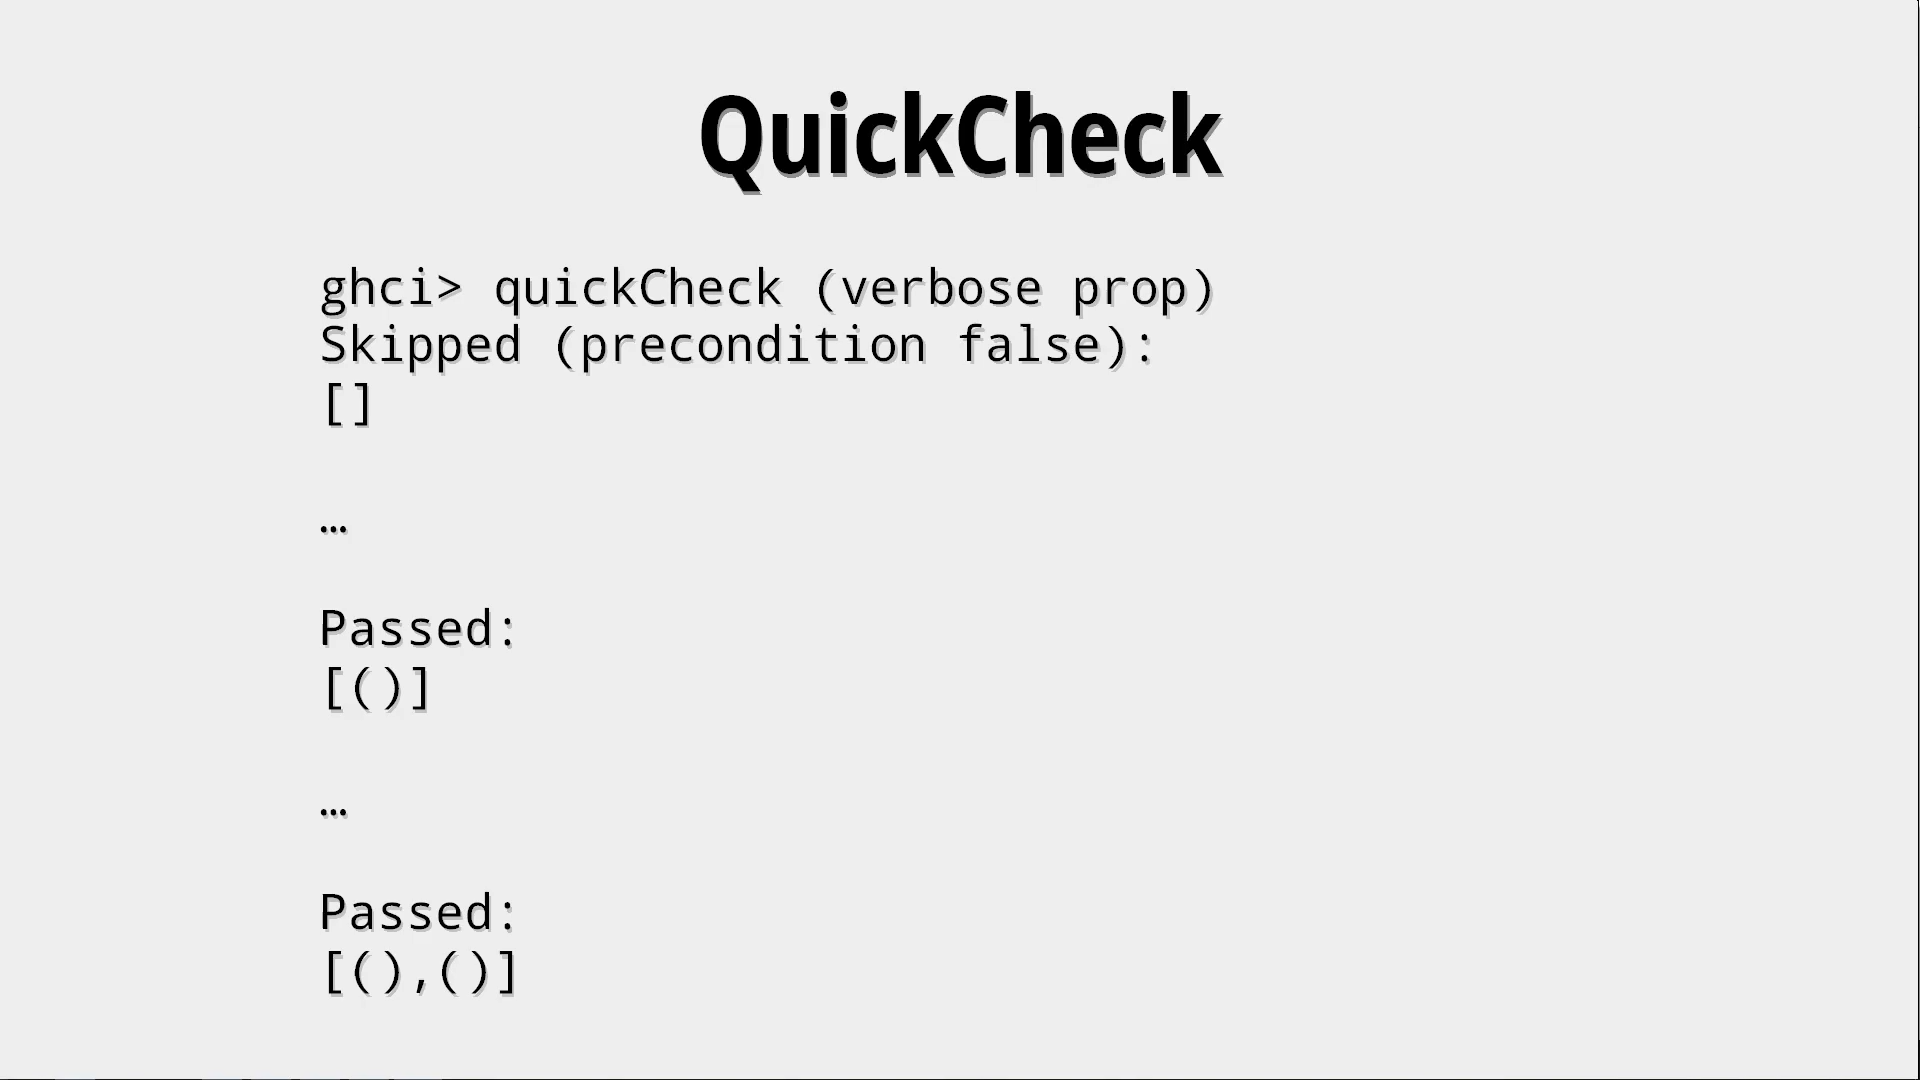 QuickCheck
ghci> quickCheck (verbose prop)
Skipped (precondition false):
[]
…
Passed:
[()]
…
Passed:
[(),()]